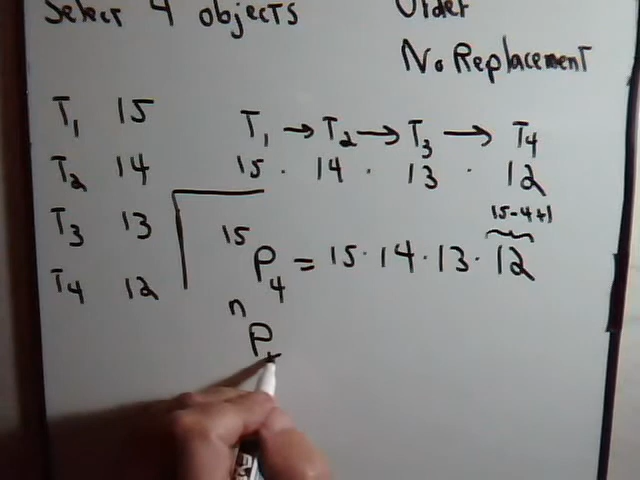 Select 4 objects
Order
No Replacement
T₁ 15
T₂ 14
T₃ 13
T₄ 12
T₁ → T₂ → T₃ → T₄
15 · 14 · 13 · 12
15-4+1
¹⁵P₄ = 15·14·13·12
ⁿP